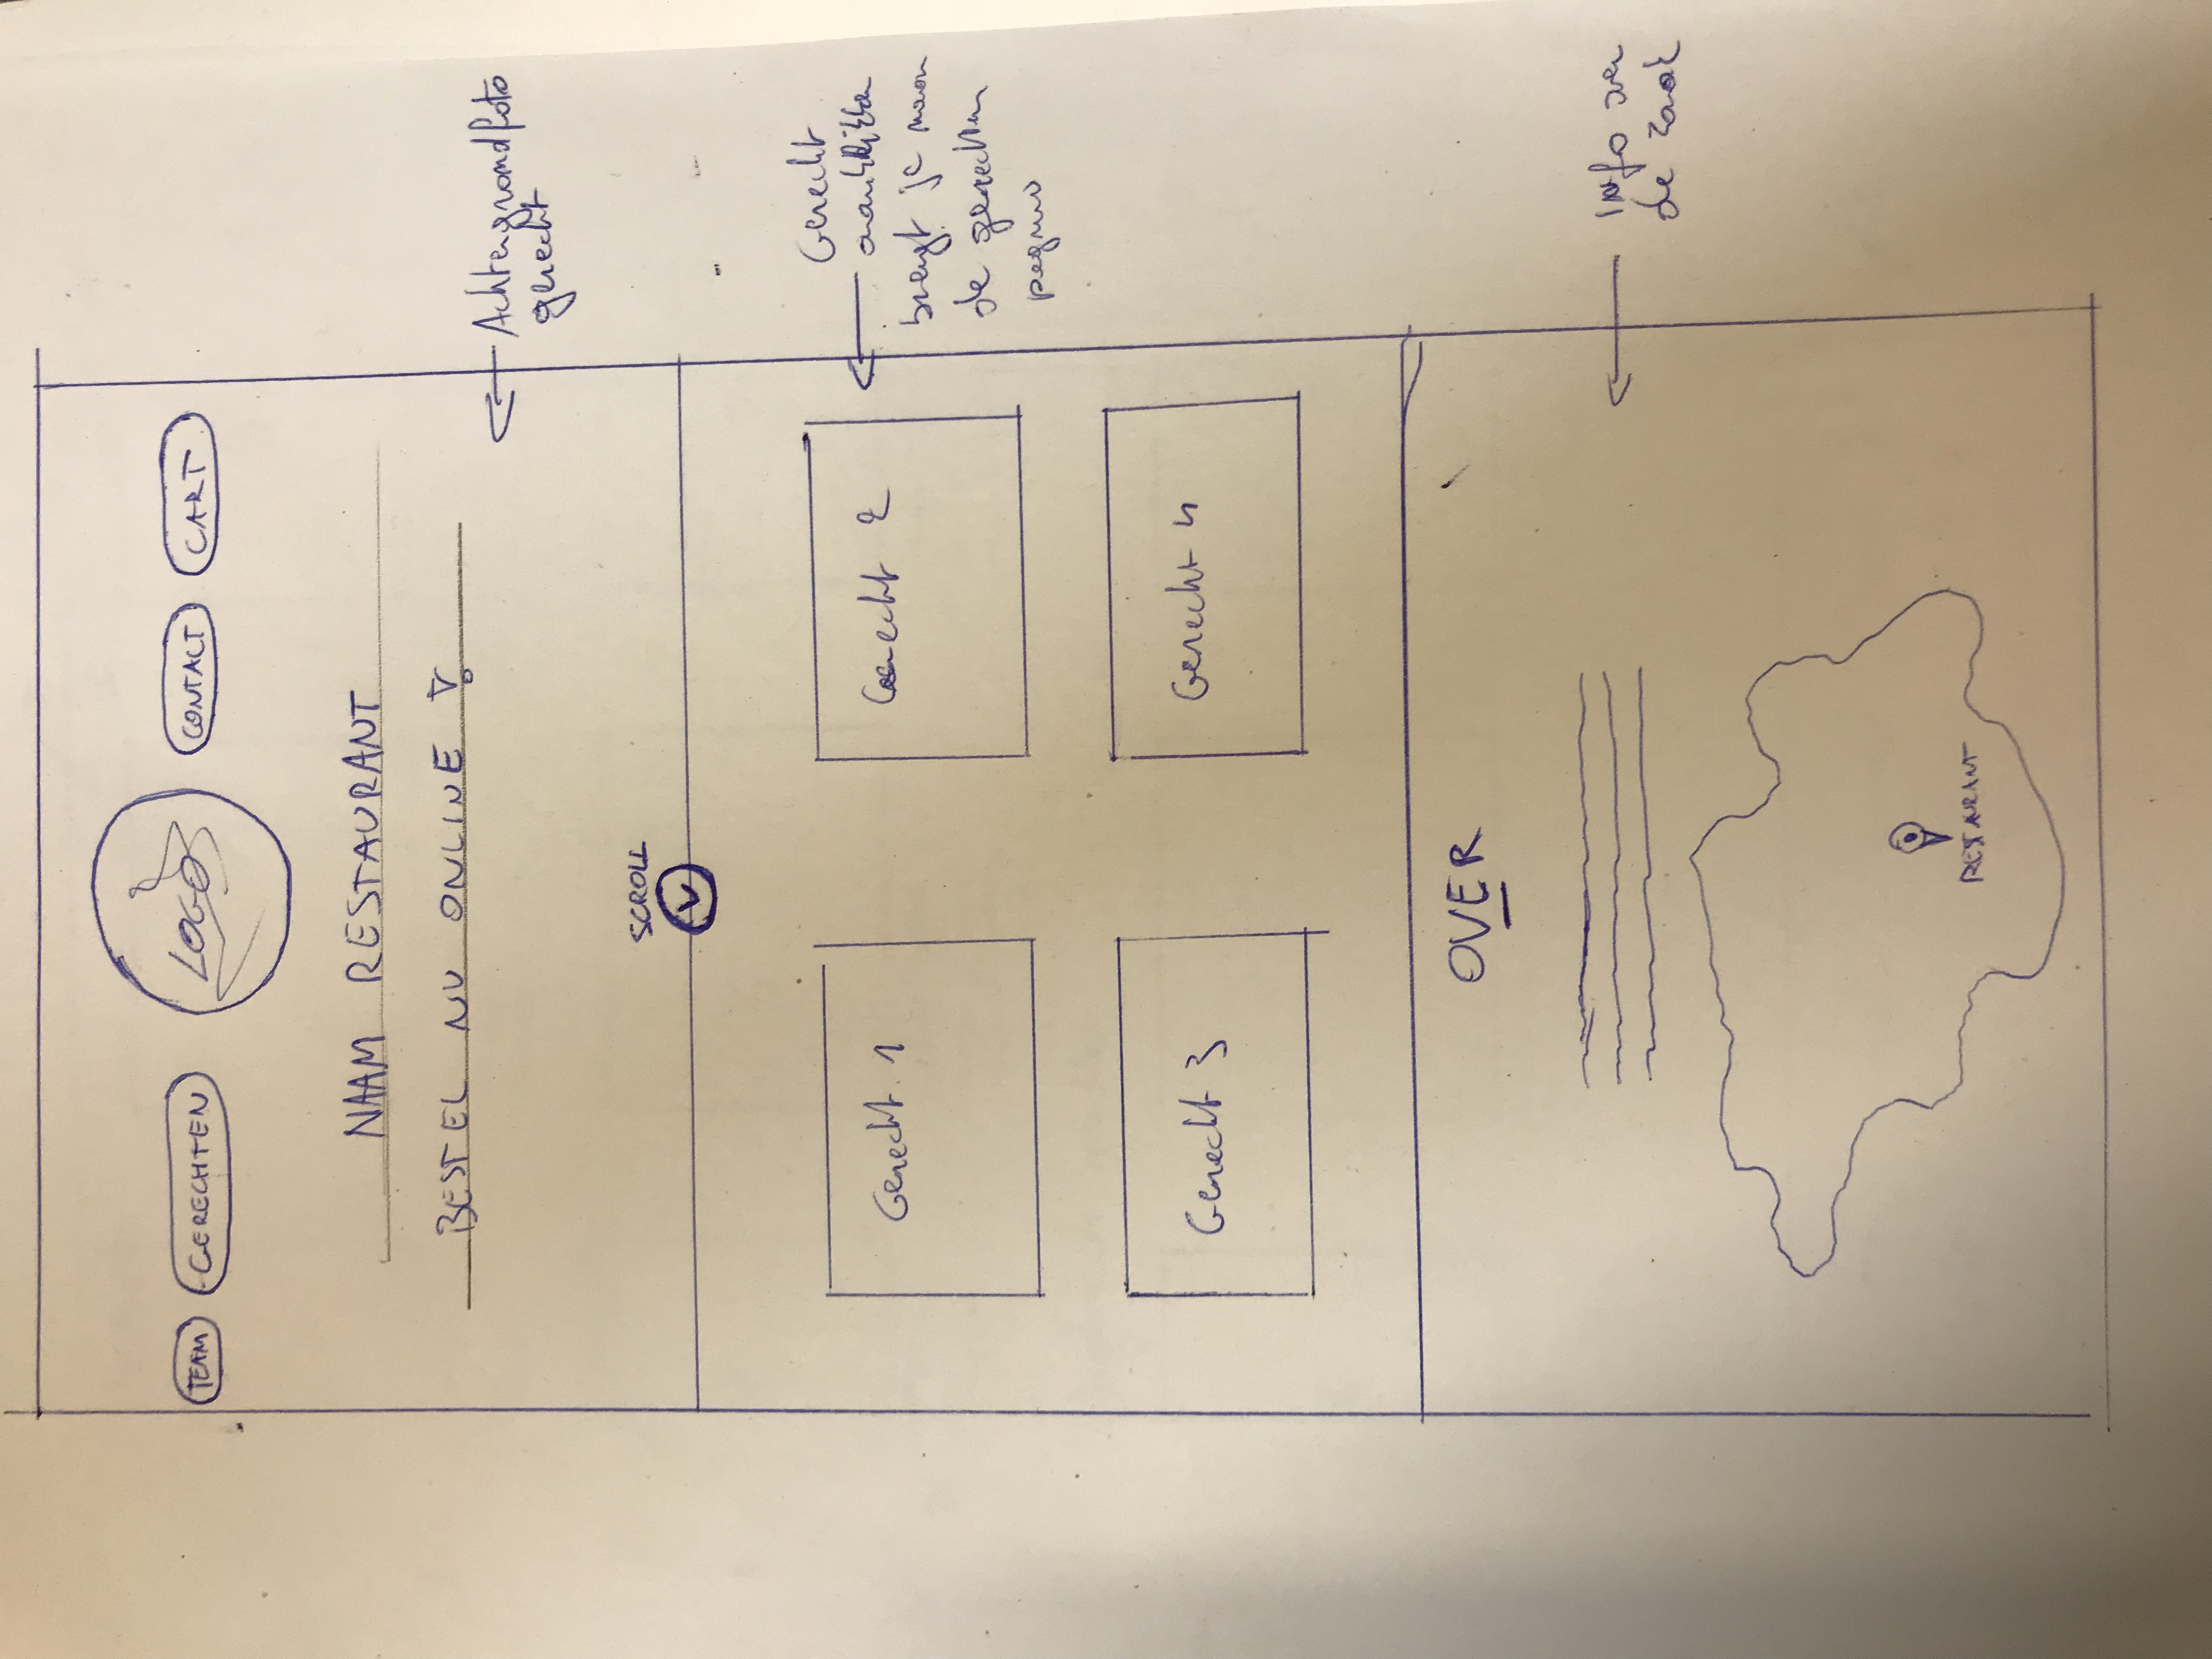 TEAM
GERECHTEN
LOGO
CONTACT
CART
NAAM RESTAURANT
BESTEL NU ONLINE !
Achtergrondfoto
gerecht
SCROLL
Gerecht 1
Gerecht 2
Gerecht
aanklikken
brengt je naar
de gerechten
pagina
Gerecht 3
Gerecht 4
OVER
Info over
de zaak
RESTAURANT